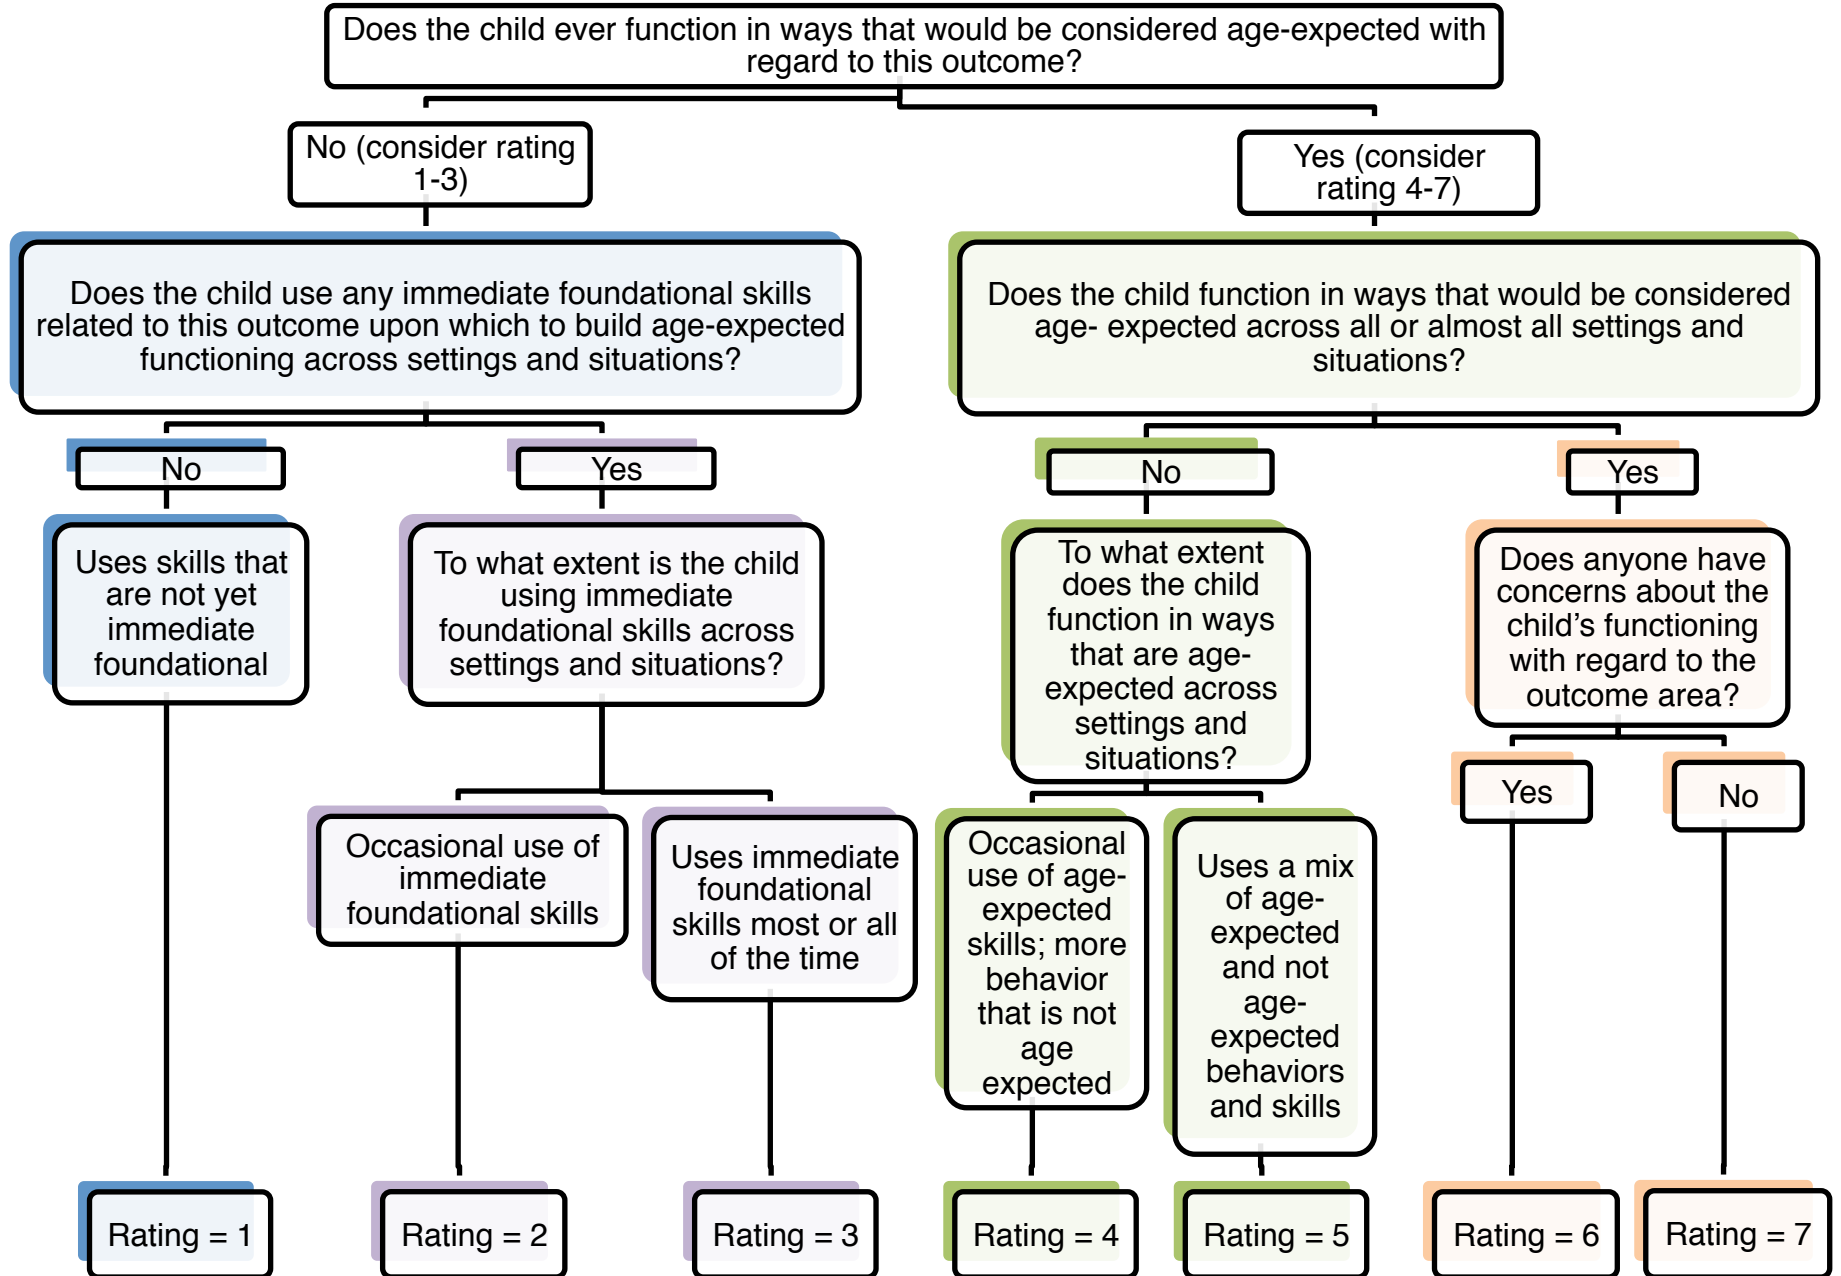 Does the child ever function in ways that would be considered age-expected with
regard to this outcome?
No (consider rating
1-3)
Yes (consider
rating 4-7)
Does the child use any immediate foundational skills
related to this outcome upon which to build age-expected
functioning across settings and situations?
Does the child function in ways that would be considered
age- expected across all or almost all settings and
situations?
No
Yes
No
Yes
Uses skills that
are not yet
immediate
foundational
To what extent is the child
using immediate
foundational skills across
settings and situations?
To what extent
does the child
function in ways
that are age-
expected across
settings and
situations?
Does anyone have
concerns about the
child’s functioning
with regard to the
outcome area?
Yes
No
Occasional use of
immediate
foundational skills
Uses immediate
foundational
skills most or all
of the time
Occasional
use of age-
expected
skills; more
behavior
that is not
age
expected
Uses a mix
of age-
expected
and not
age-
expected
behaviors
and skills
Rating = 1
Rating = 2
Rating = 3
Rating = 4
Rating = 5
Rating = 6
Rating = 7